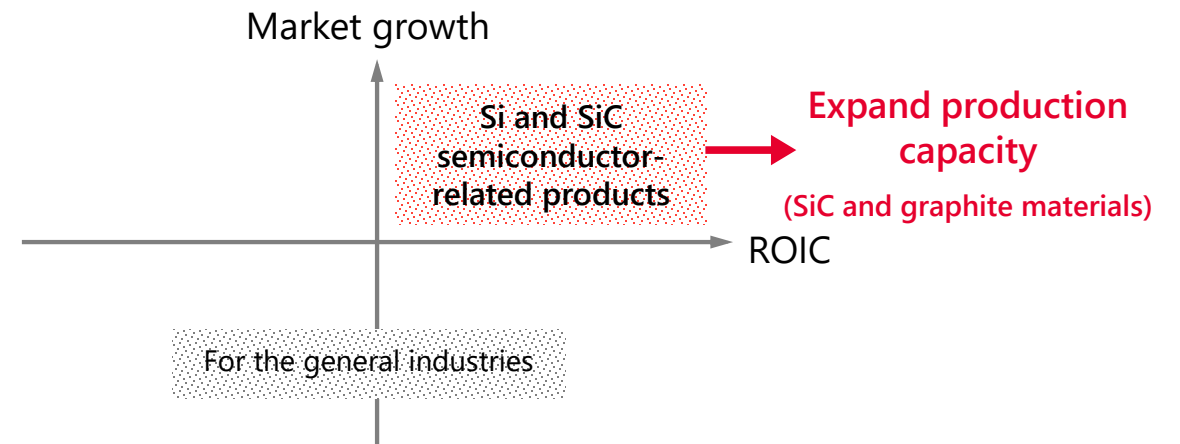 Market growth
Si and SiC
semiconductor-
related products
Expand production
capacity
(SiC and graphite materials)
ROIC
For the general industries